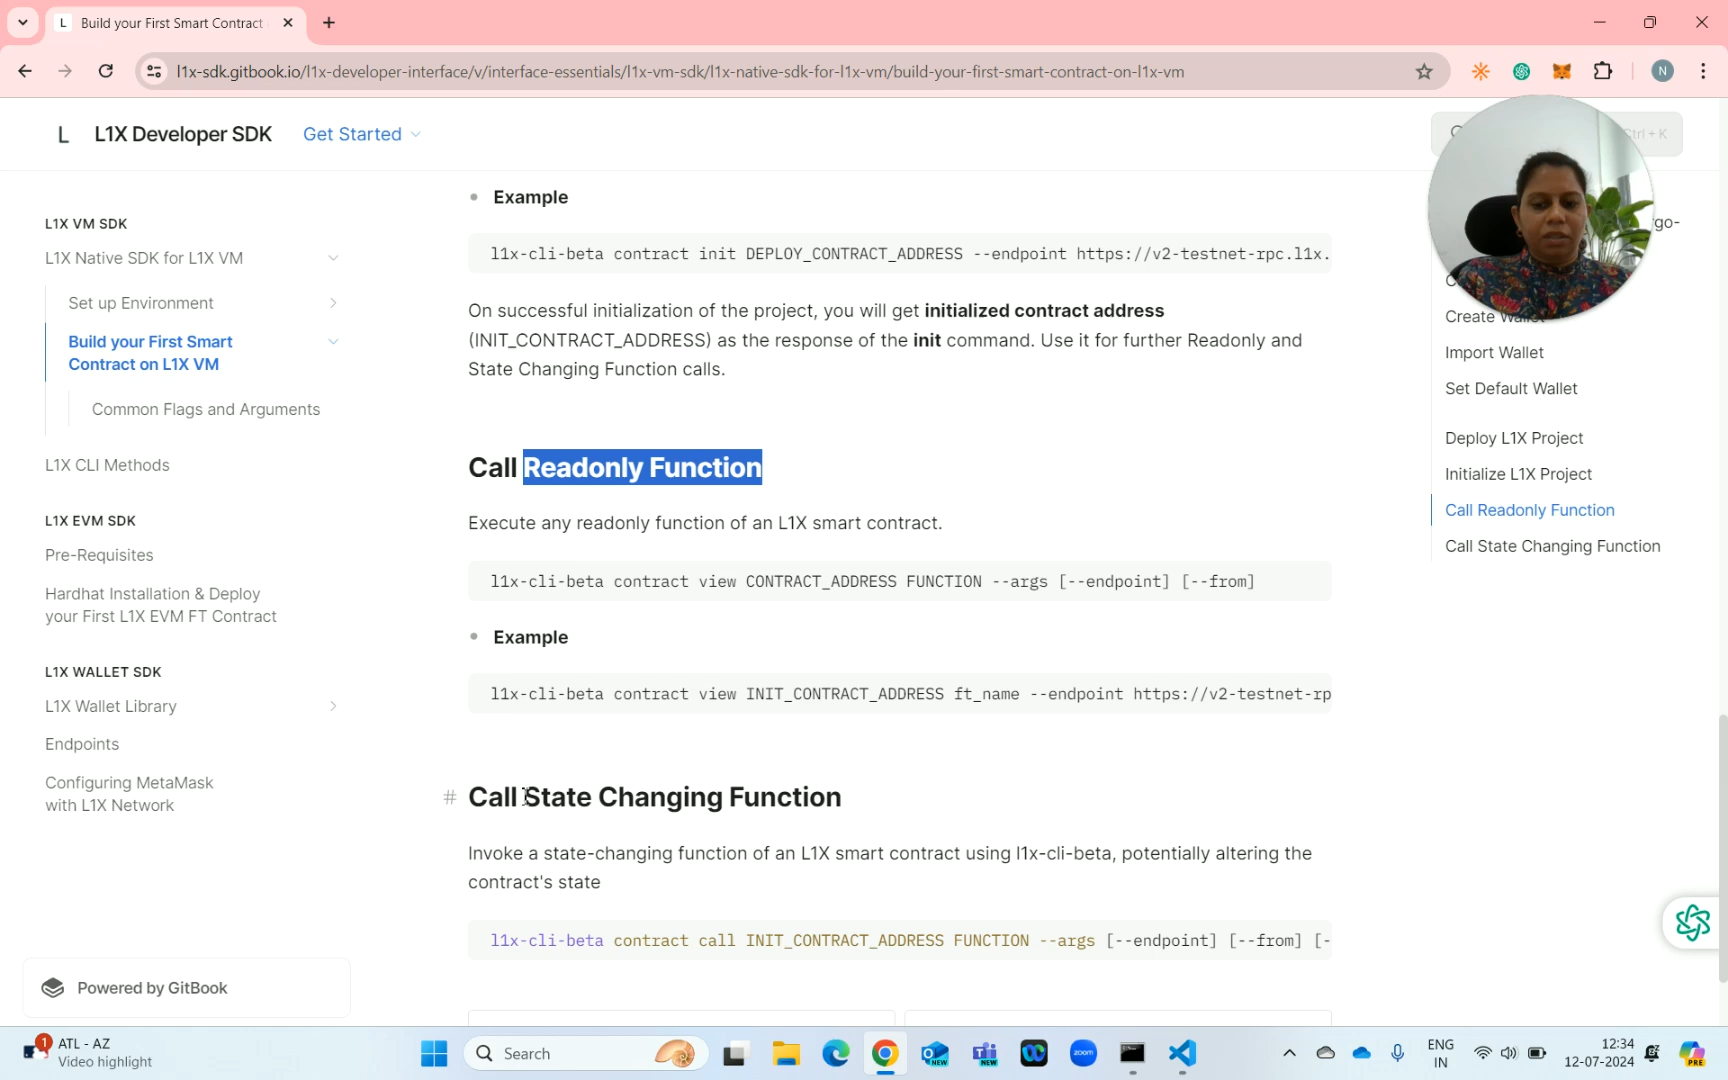 L Build your First Smart Contract
l1x-sdk.gitbook.io/l1x-developer-interface/v/interface-essentials/l1x-vm-sdk/l1x-native-sdk-for-l1x-vm/build-your-first-smart-contract-on-l1x-vm
N
L L1X Developer SDK Get Started
Ctrl + K
L1X VM SDK
L1X Native SDK for L1X VM
Set up Environment
Build your First Smart
Contract on L1X VM
Common Flags and Arguments
L1X CLI Methods
L1X EVM SDK
Pre-Requisites
Hardhat Installation & Deploy
your First L1X EVM FT Contract
L1X WALLET SDK
L1X Wallet Library
Endpoints
Configuring MetaMask
with L1X Network
Powered by GitBook
Example
l1x-cli-beta contract init DEPLOY_CONTRACT_ADDRESS --endpoint https://v2-testnet-rpc.l1x.
On successful initialization of the project, you will get initialized contract address
(INIT_CONTRACT_ADDRESS) as the response of the init command. Use it for further Readonly and
State Changing Function calls.
Call Readonly Function
Execute any readonly function of an L1X smart contract.
l1x-cli-beta contract view CONTRACT_ADDRESS FUNCTION --args [--endpoint] [--from]
Example
l1x-cli-beta contract view INIT_CONTRACT_ADDRESS ft_name --endpoint https://v2-testnet-rp
# Call State Changing Function
Invoke a state-changing function of an L1X smart contract using l1x-cli-beta, potentially altering the
contract's state
l1x-cli-beta contract call INIT_CONTRACT_ADDRESS FUNCTION --args [--endpoint] [--from] [-
go-
Create Wallet
Import Wallet
Set Default Wallet
Deploy L1X Project
Initialize L1X Project
Call Readonly Function
Call State Changing Function
1
ATL - AZ
Video highlight
Search
NEW
NEW
zoom
ENG
IN
12:34
12-07-2024
PRE